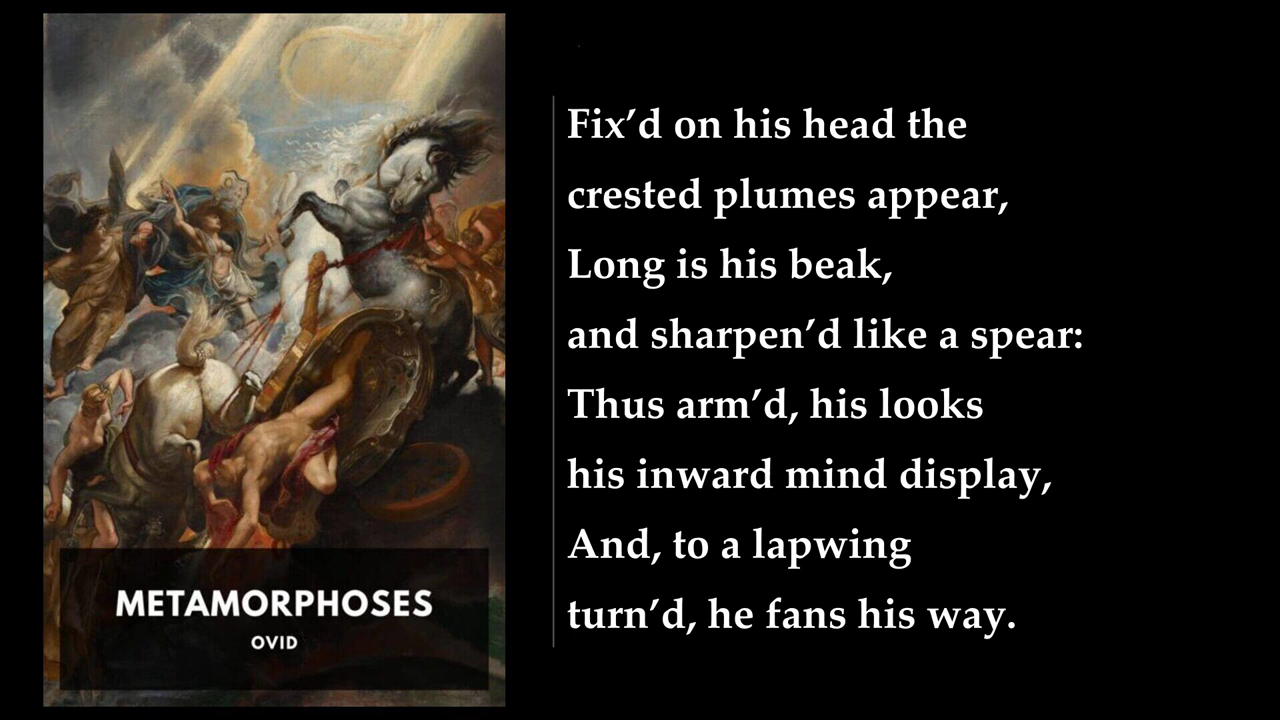 METAMORPHOSES
OVID
Fix’d on his head the
crested plumes appear,
Long is his beak,
and sharpen’d like a spear:
Thus arm’d, his looks
his inward mind display,
And, to a lapwing
turn’d, he fans his way.